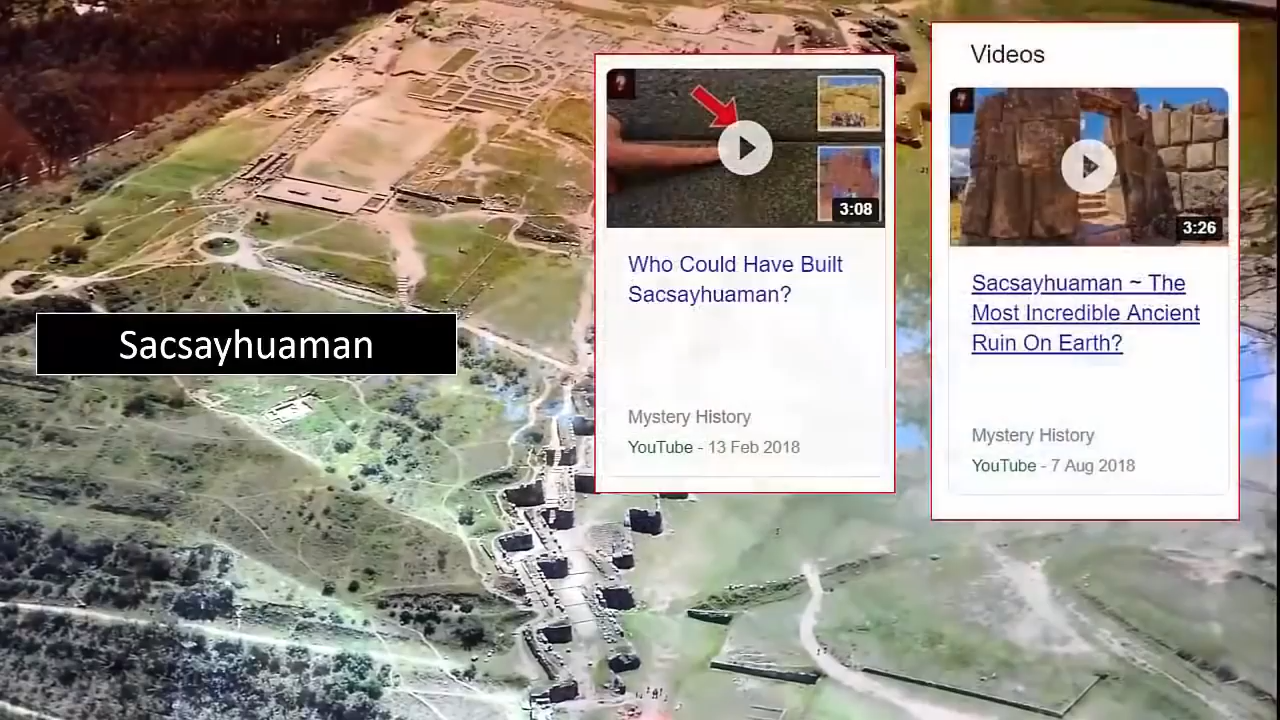 Sacsayhuaman
3:08
Who Could Have Built
Sacsayhuaman?
Mystery History
YouTube - 13 Feb 2018
Videos
3:26
Sacsayhuaman ~ The
Most Incredible Ancient
Ruin On Earth?
Mystery History
YouTube - 7 Aug 2018